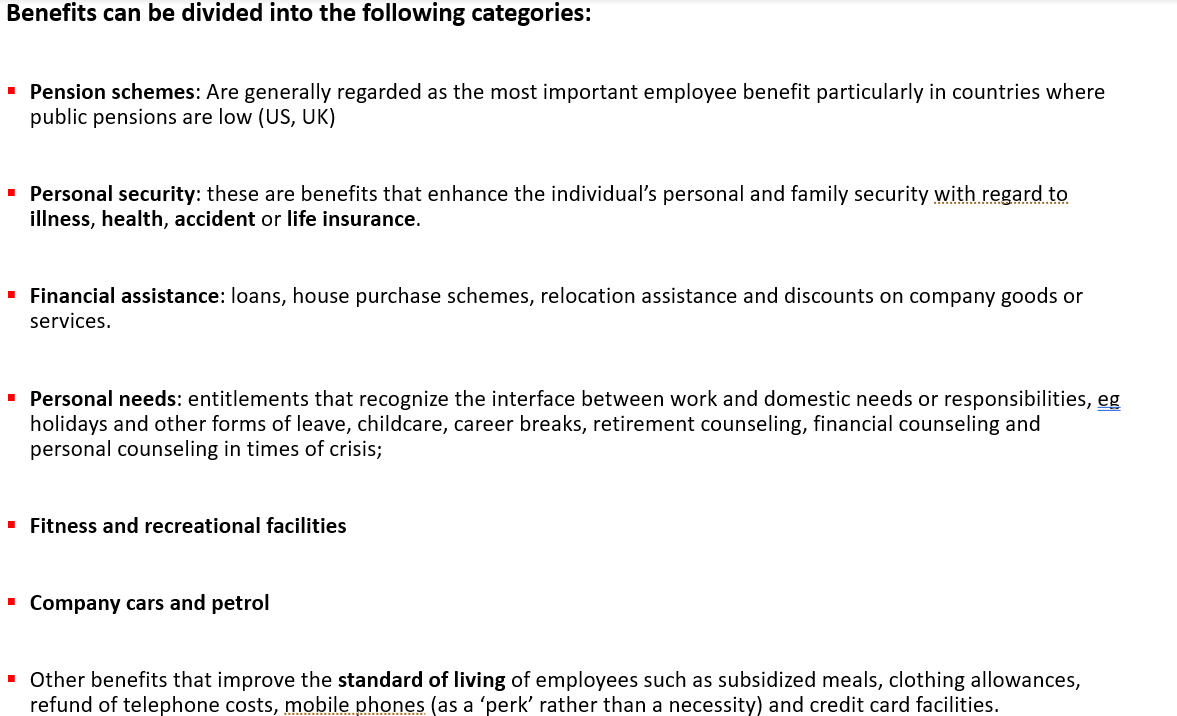 Benefits can be divided into the following categories:
▪ Pension schemes: Are generally regarded as the most important employee benefit particularly in countries where
public pensions are low (US, UK)
▪ Personal security: these are benefits that enhance the individual’s personal and family security with regard to
illness, health, accident or life insurance.
▪ Financial assistance: loans, house purchase schemes, relocation assistance and discounts on company goods or
services.
▪ Personal needs: entitlements that recognize the interface between work and domestic needs or responsibilities, eg
holidays and other forms of leave, childcare, career breaks, retirement counseling, financial counseling and
personal counseling in times of crisis;
▪ Fitness and recreational facilities
▪ Company cars and petrol
▪ Other benefits that improve the standard of living of employees such as subsidized meals, clothing allowances,
refund of telephone costs, mobile phones (as a ‘perk’ rather than a necessity) and credit card facilities.